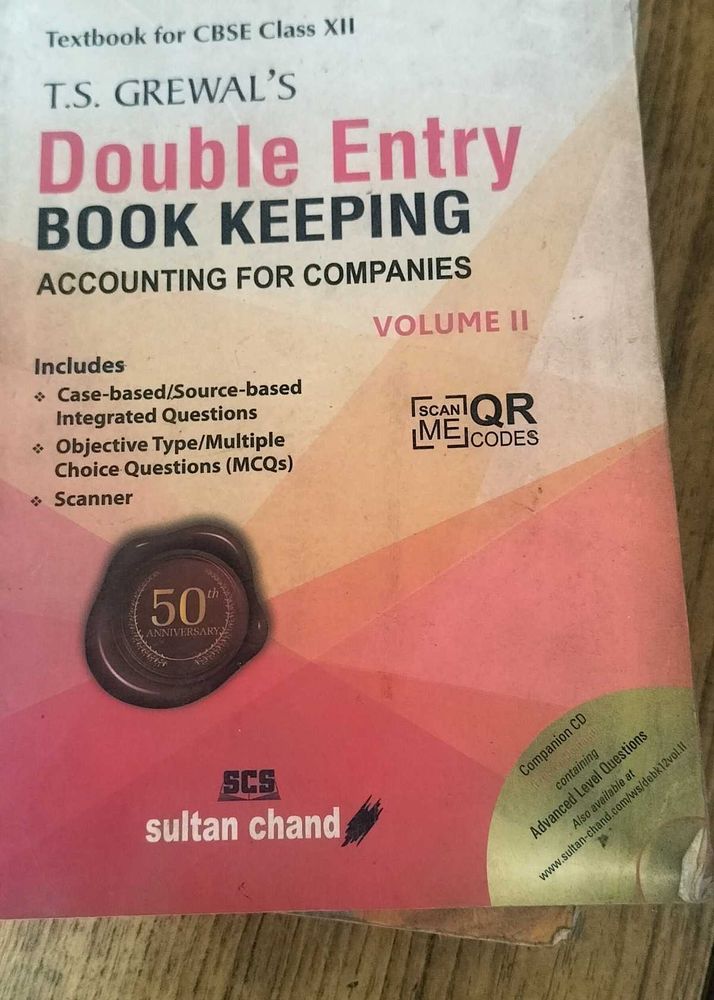 Textbook for CBSE Class XII
T.S. GREWAL'S
Double Entry
BOOK KEEPING
ACCOUNTING FOR COMPANIES
VOLUME II
Includes
❖ Case-based/Source-based
Integrated Questions
❖ Objective Type/Multiple
Choice Questions (MCQs)
❖ Scanner
SCAN
ME
QR
CODES
50th
ANNIVERSARY
SCS
sultan chand
Companion CD
containing
Advanced Level Questions
Also available at
www.sultan-chand.com/ws/debk12vol.II